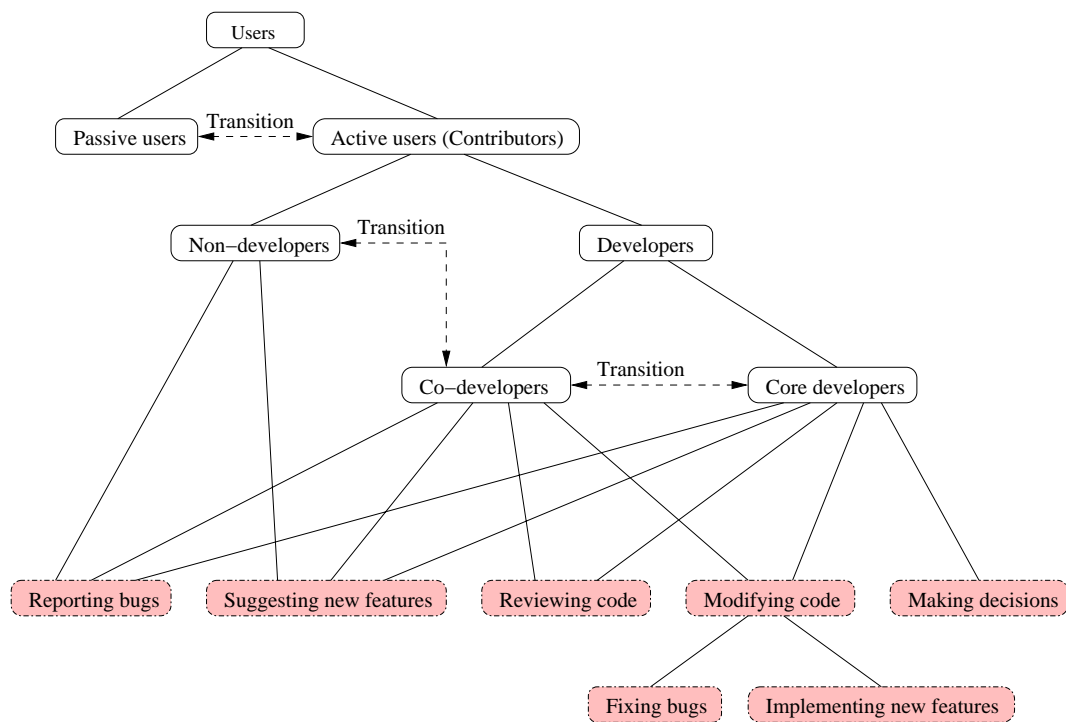 Users
Transition
Passive users
Active users (Contributors)
Transition
Non−developers
Developers
Transition
Co−developers
Core developers
Reporting bugs
Suggesting new features
Reviewing code
Modifying code
Making decisions
Fixing bugs
Implementing new features